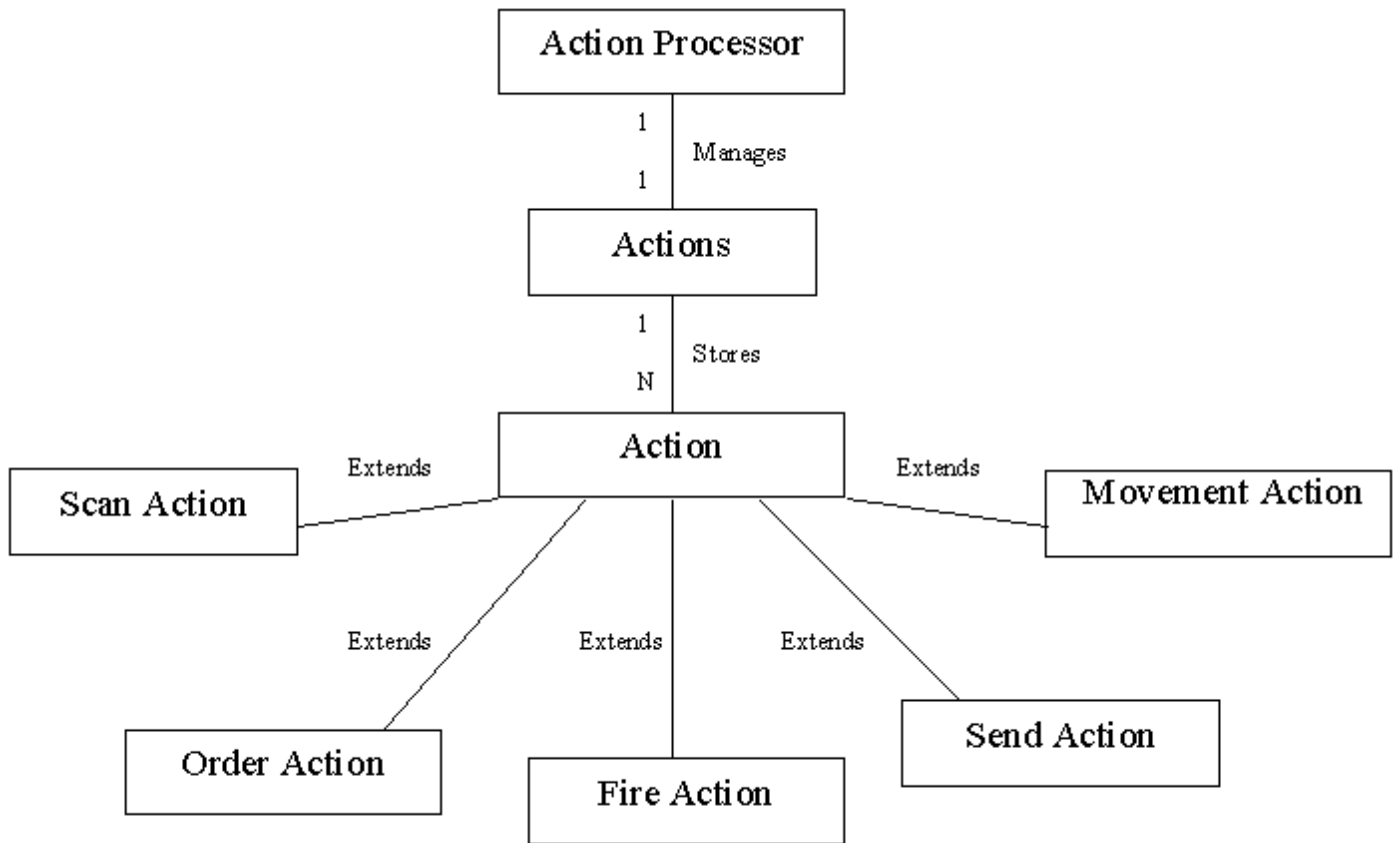 Action Processor
1
Manages
1
Actions
1
Stores
N
Action
Extends
Extends
Scan Action
Movement Action
Extends
Extends
Extends
Order Action
Fire Action
Send Action